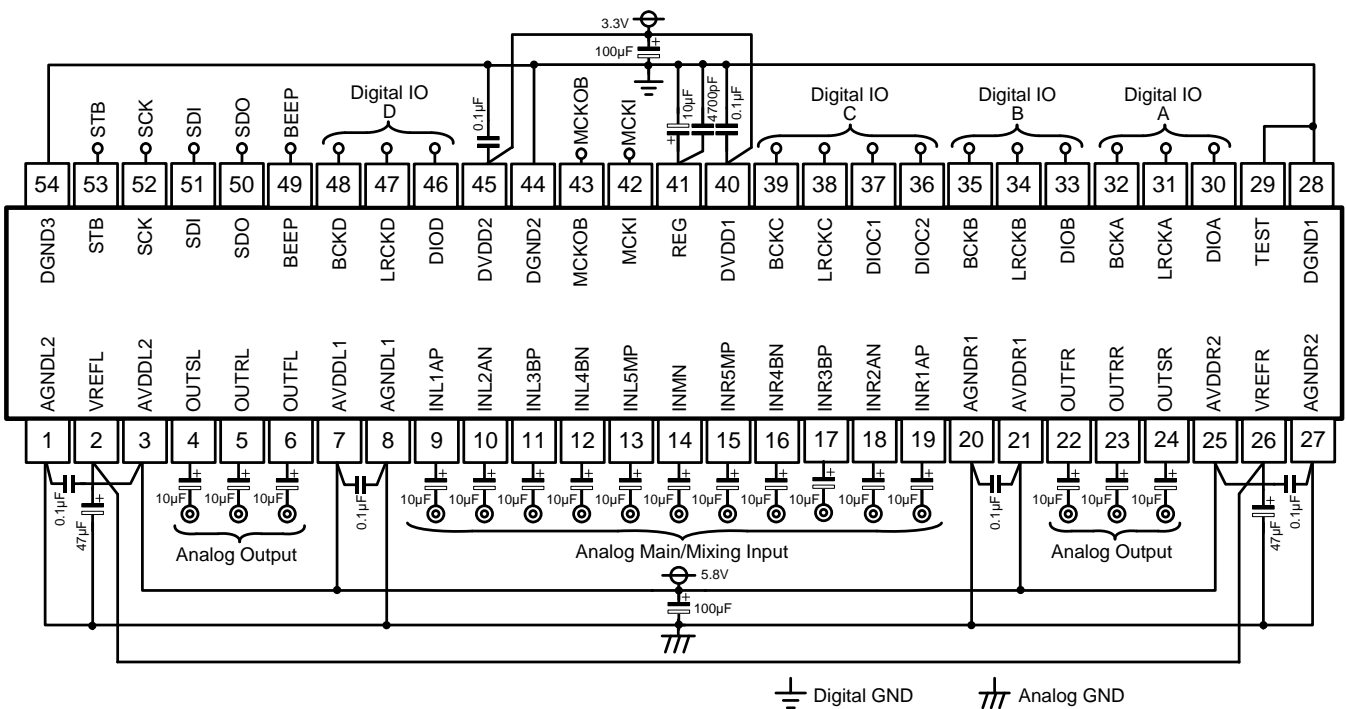 3.3V
100µF +
Digital IO D
Digital IO C
Digital IO B
Digital IO A
STB SCK SDI SDO BEEP 0.1µF MCKOB MCKI 10µF 4700pF 0.1µF
54 53 52 51 50 49 48 47 46 45 44 43 42 41 40 39 38 37 36 35 34 33 32 31 30 29 28
DGND3 STB SCK SDI SDO BEEP BCKD LRCKD DIOD DVDD2 DGND2 MCKOB MCKI REG DVDD1 BCKC LRCKC DIOC1 DIOC2 BCKB LRCKB DIOB BCKA LRCKA DIOA TEST DGND1
AGNDL2 VREFL AVDDL2 OUTSL OUTRL OUTFL AVDDL1 AGNDL1 INL1AP INL2AN INL3BP INL4BN INL5MP INMN INR5MP INR4BN INR3BP INR2AN INR1AP AGNDR1 AVDDR1 OUTFR OUTRR OUTSR AVDDR2 VREFR AGNDR2
1 2 3 4 5 6 7 8 9 10 11 12 13 14 15 16 17 18 19 20 21 22 23 24 25 26 27
0.1µF 47µF 10µF 10µF 10µF 0.1µF 10µF 10µF 10µF 10µF 10µF 10µF 10µF 10µF 10µF 10µF 10µF 0.1µF 10µF 10µF 10µF 47µF 0.1µF
Analog Output
Analog Main/Mixing Input
Analog Output
5.8V
100µF +
Digital GND
Analog GND